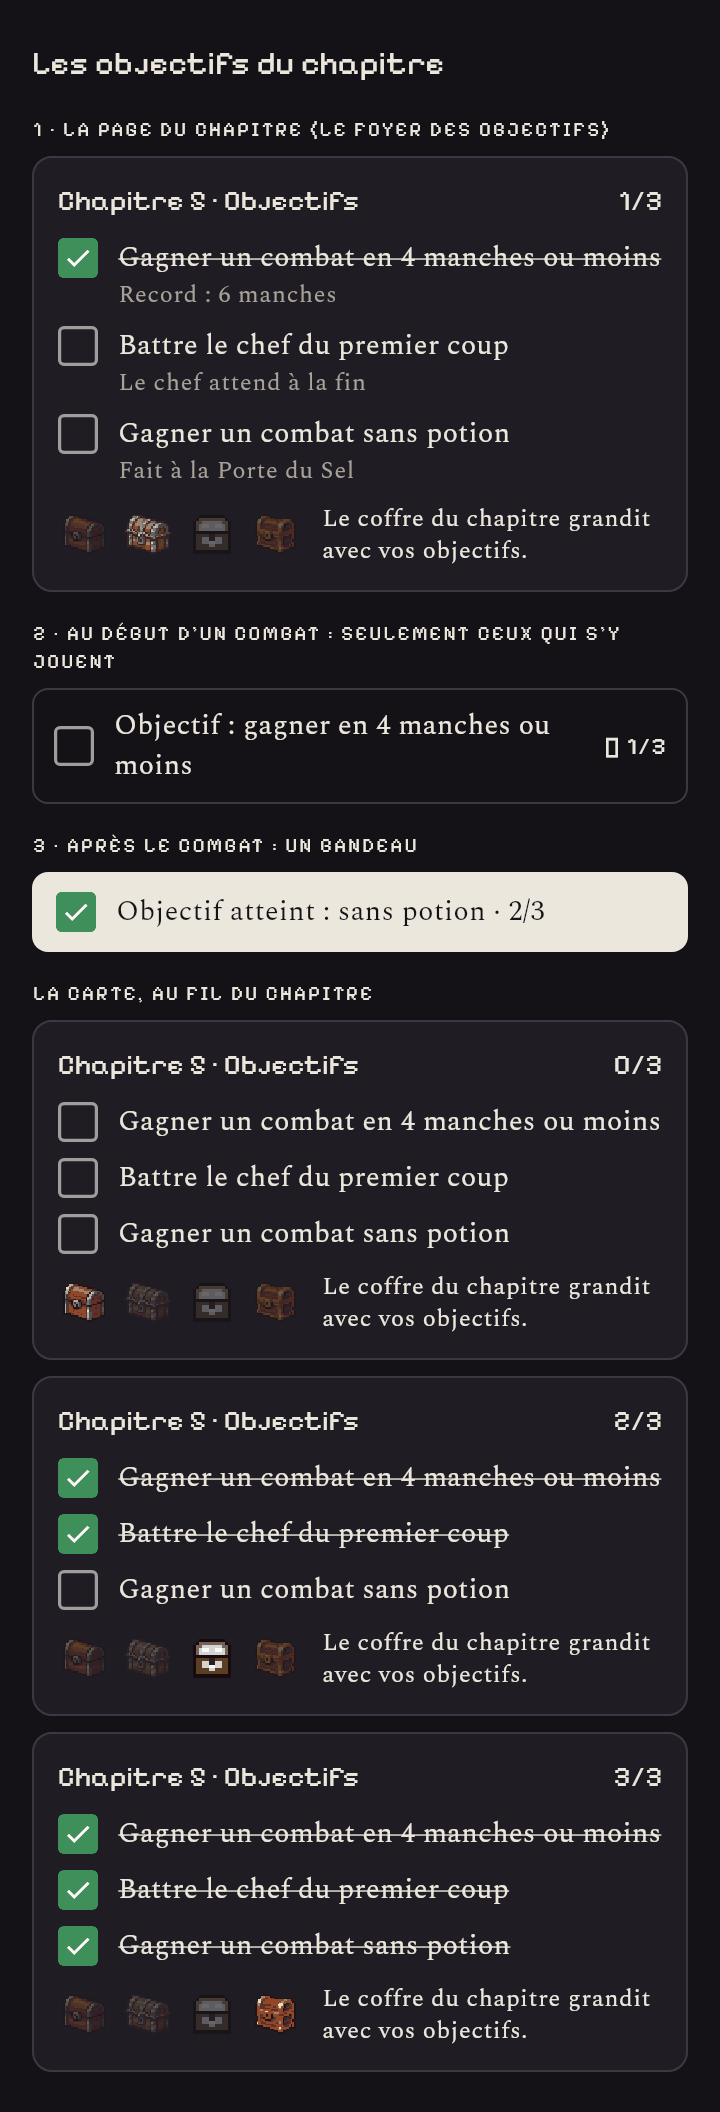 Les objectifs du chapitre
1 · LA PAGE DU CHAPITRE (LE FOYER DES OBJECTIFS)
Chapitre 2 · Objectifs 1/3
Gagner un combat en 4 manches ou moins
Record : 6 manches
Battre le chef du premier coup
Le chef attend à la fin
Gagner un combat sans potion
Fait à la Porte du Sel
Le coffre du chapitre grandit
avec vos objectifs.
2 · AU DÉBUT D'UN COMBAT : SEULEMENT CEUX QUI S'Y
JOUENT
Objectif : gagner en 4 manches ou
moins
1/3
3 · APRÈS LE COMBAT : UN BANDEAU
Objectif atteint : sans potion · 2/3
LA CARTE, AU FIL DU CHAPITRE
Chapitre 2 · Objectifs 0/3
Gagner un combat en 4 manches ou moins
Battre le chef du premier coup
Gagner un combat sans potion
Le coffre du chapitre grandit
avec vos objectifs.
Chapitre 2 · Objectifs 2/3
Gagner un combat en 4 manches ou moins
Battre le chef du premier coup
Gagner un combat sans potion
Le coffre du chapitre grandit
avec vos objectifs.
Chapitre 2 · Objectifs 3/3
Gagner un combat en 4 manches ou moins
Battre le chef du premier coup
Gagner un combat sans potion
Le coffre du chapitre grandit
avec vos objectifs.